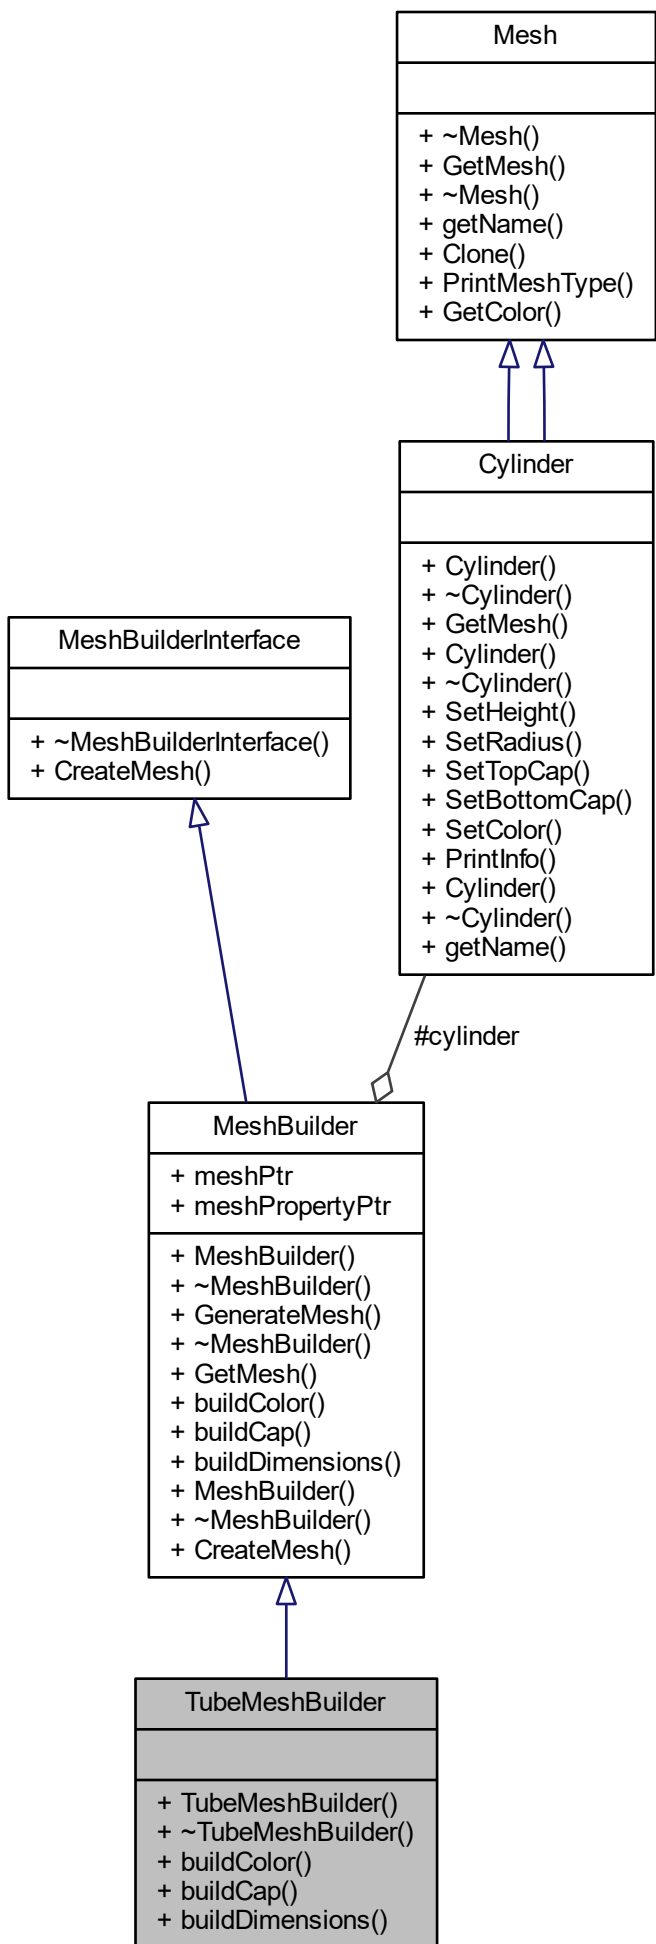 Mesh
+ ~Mesh()
+ GetMesh()
+ ~Mesh()
+ getName()
+ Clone()
+ PrintMeshType()
+ GetColor()
Cylinder
+ Cylinder()
+ ~Cylinder()
+ GetMesh()
+ Cylinder()
+ ~Cylinder()
+ SetHeight()
+ SetRadius()
+ SetTopCap()
+ SetBottomCap()
+ SetColor()
+ PrintInfo()
+ Cylinder()
+ ~Cylinder()
+ getName()
MeshBuilderInterface
+ ~MeshBuilderInterface()
+ CreateMesh()
#cylinder
MeshBuilder
+ meshPtr
+ meshPropertyPtr
+ MeshBuilder()
+ ~MeshBuilder()
+ GenerateMesh()
+ ~MeshBuilder()
+ GetMesh()
+ buildColor()
+ buildCap()
+ buildDimensions()
+ MeshBuilder()
+ ~MeshBuilder()
+ CreateMesh()
TubeMeshBuilder
+ TubeMeshBuilder()
+ ~TubeMeshBuilder()
+ buildColor()
+ buildCap()
+ buildDimensions()